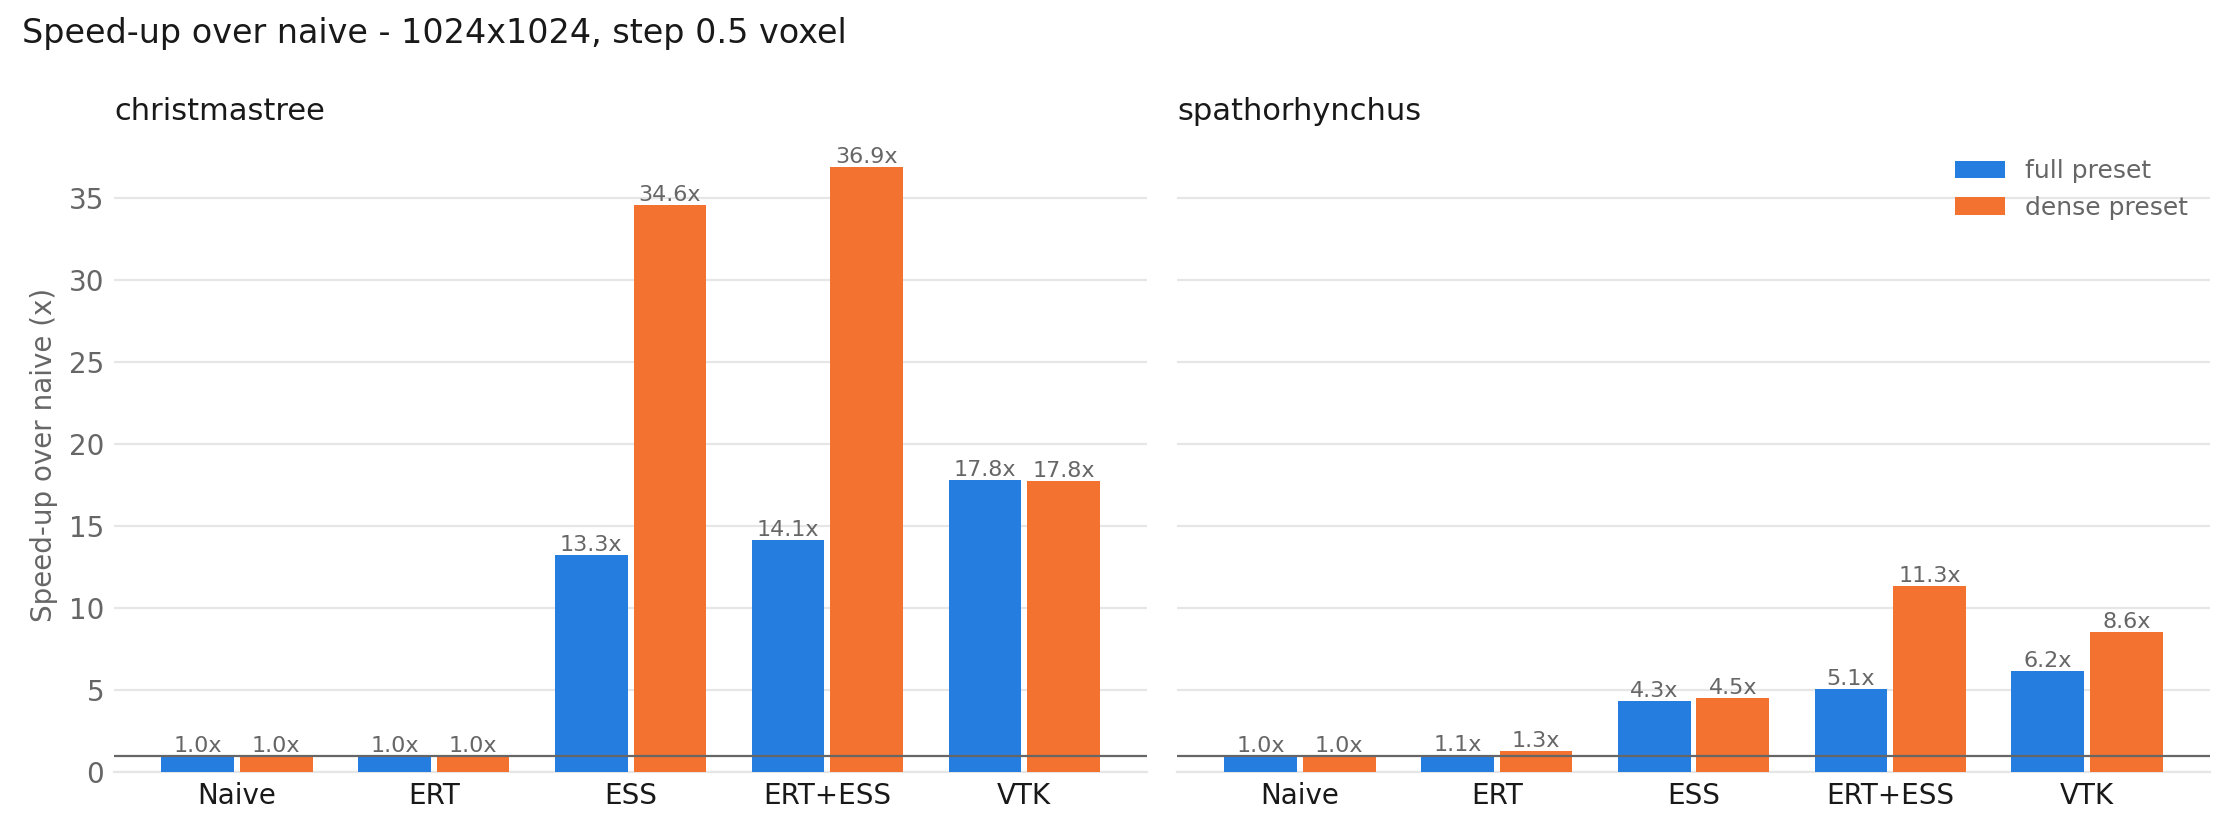 Speed-up over naive - 1024x1024, step 0.5 voxel
christmastree
Speed-up over naive (x)
35
30
25
20
15
10
5
0
1.0x 1.0x 1.0x 1.0x 13.3x 34.6x 14.1x 36.9x 17.8x 17.8x
Naive ERT ESS ERT+ESS VTK
spathorhynchus
full preset
dense preset
1.0x 1.0x 1.1x 1.3x 4.3x 4.5x 5.1x 11.3x 6.2x 8.6x
Naive ERT ESS ERT+ESS VTK